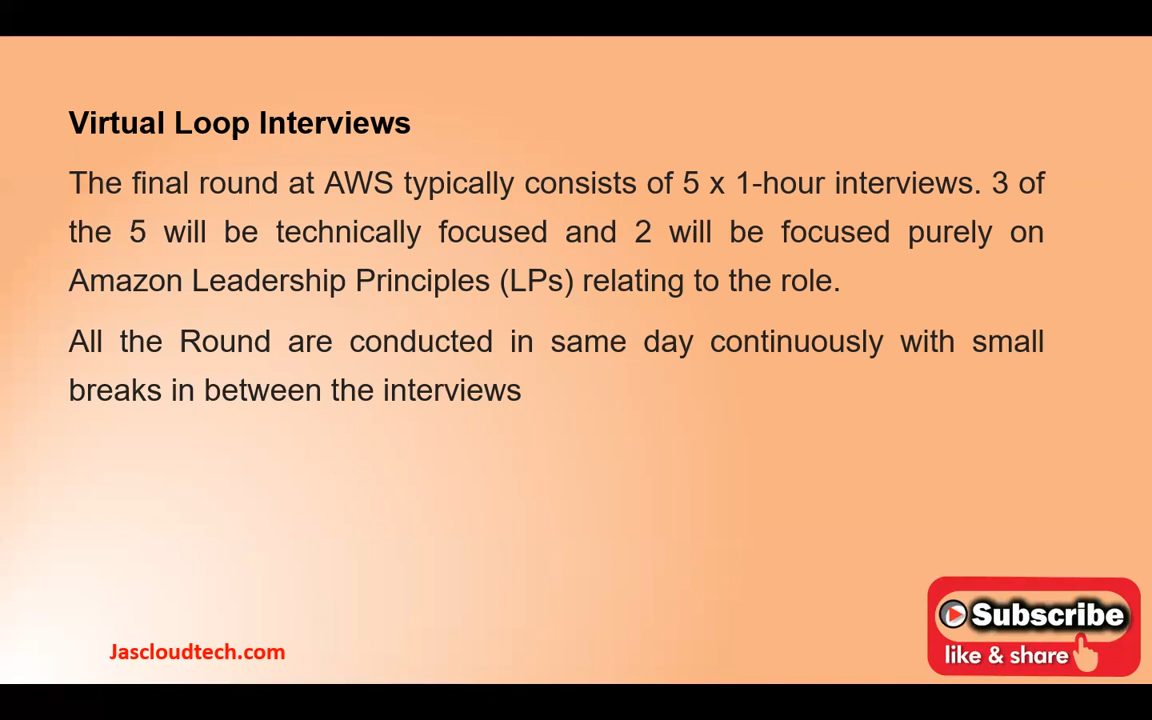 Virtual Loop Interviews
The final round at AWS typically consists of 5 x 1-hour interviews. 3 of
the 5 will be technically focused and 2 will be focused purely on
Amazon Leadership Principles (LPs) relating to the role.
All the Round are conducted in same day continuously with small
breaks in between the interviews
Jascloudtech.com
Subscribe
like & share